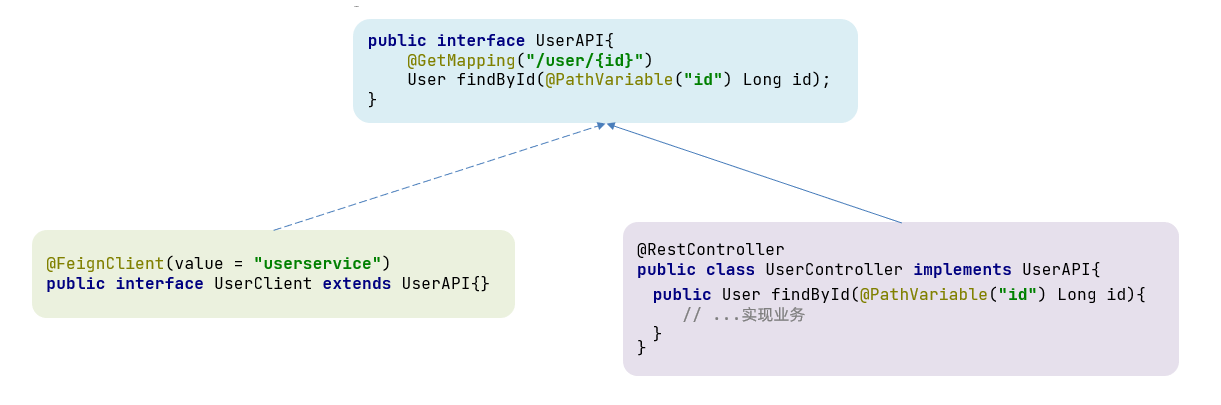 public interface UserAPI{
@GetMapping("/user/{id}")
User findById(@PathVariable("id") Long id);
}
@FeignClient(value = "userservice")
public interface UserClient extends UserAPI{}
@RestController
public class UserController implements UserAPI{
public User findById(@PathVariable("id") Long id){
// ...实现业务
}
}